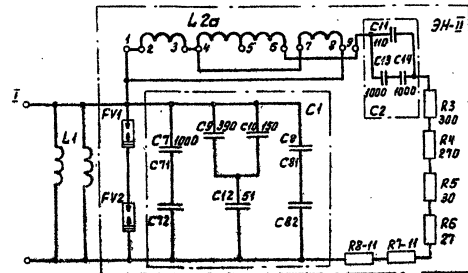 L2a
ЭН-II
C11
110
1
2
3
4
5
6
7
8
9
C13
C14
1000
1000
C2
R3
300
R4
270
R5
30
R6
27
I
L1
FV1
FV2
C1
C7
1000
C71
C72
C9
390
C10
150
C12
51
C8
C81
C82
R8-11
R7-11